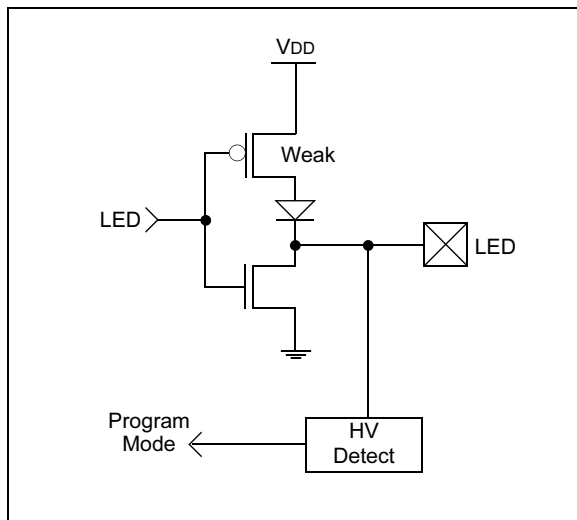 VDD
Weak
LED
LED
Program
Mode
HV
Detect